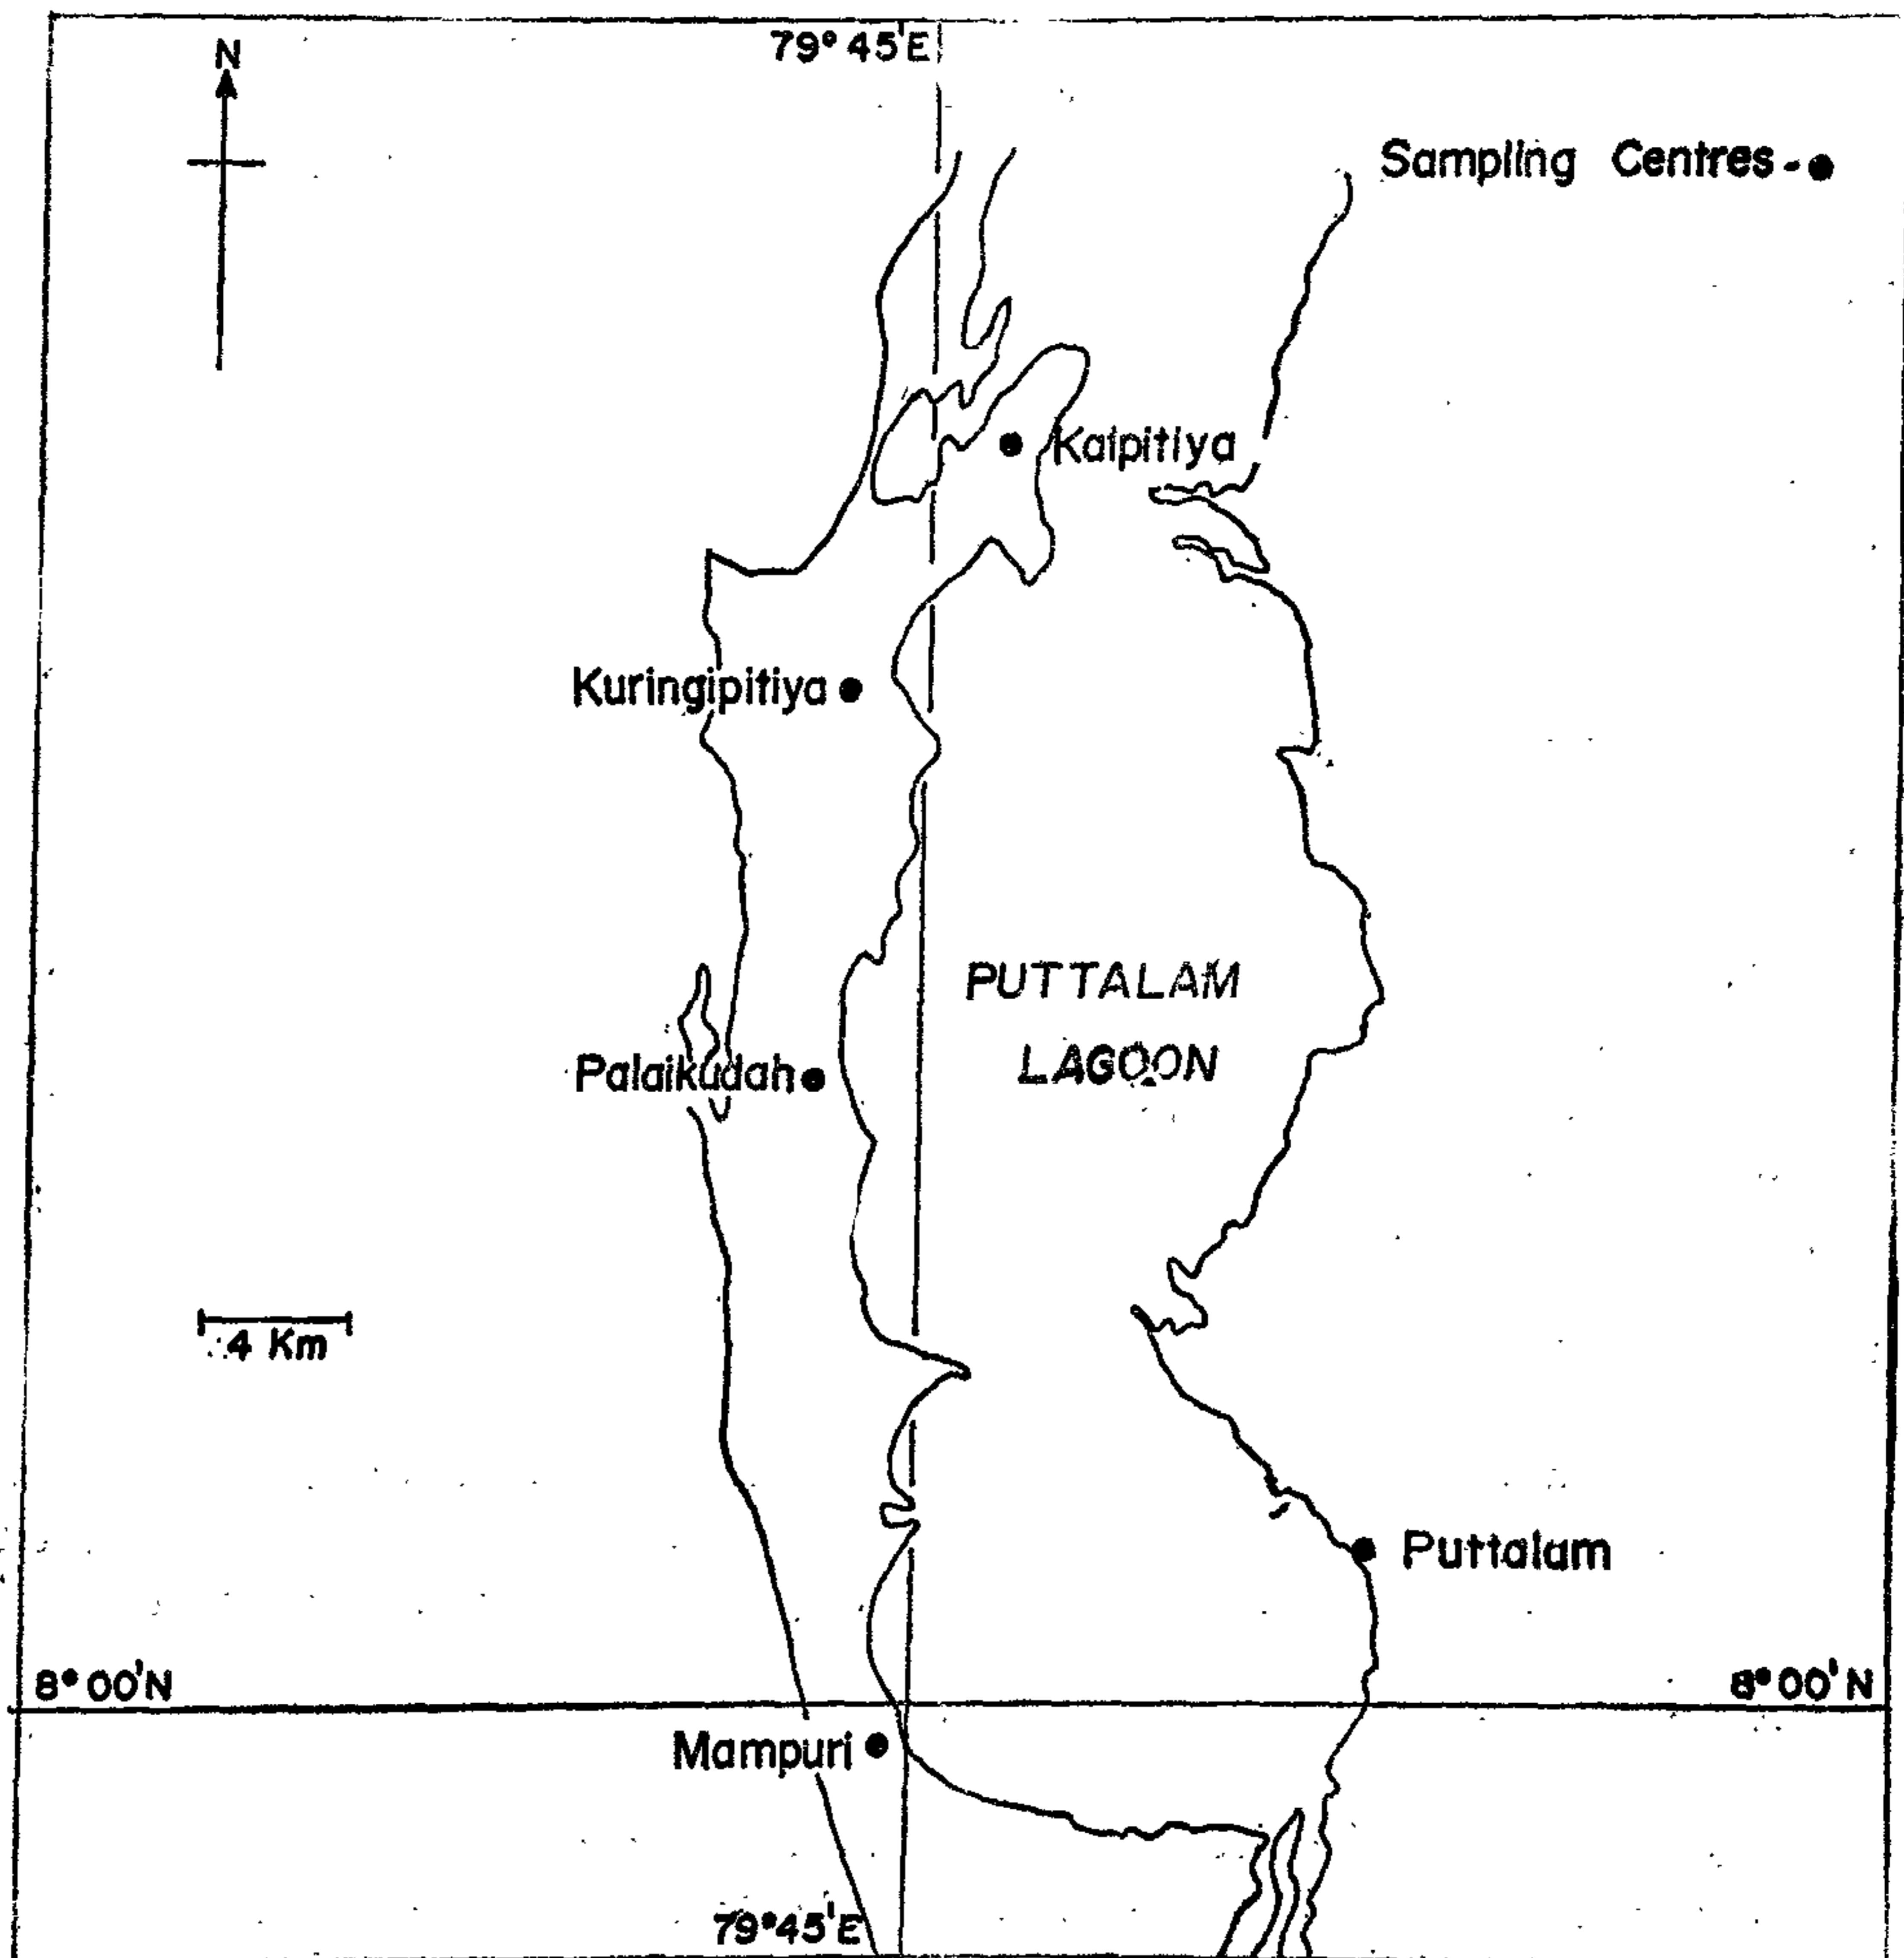 79° 45'E
N
Sampling Centres - ●
Kalpitiya
Kuringipitiya
PUTTALAM
LAGOON
Palaikudah
4 Km
Puttalam
8° 00'N
8° 00'N
Mampuri
79° 45'E